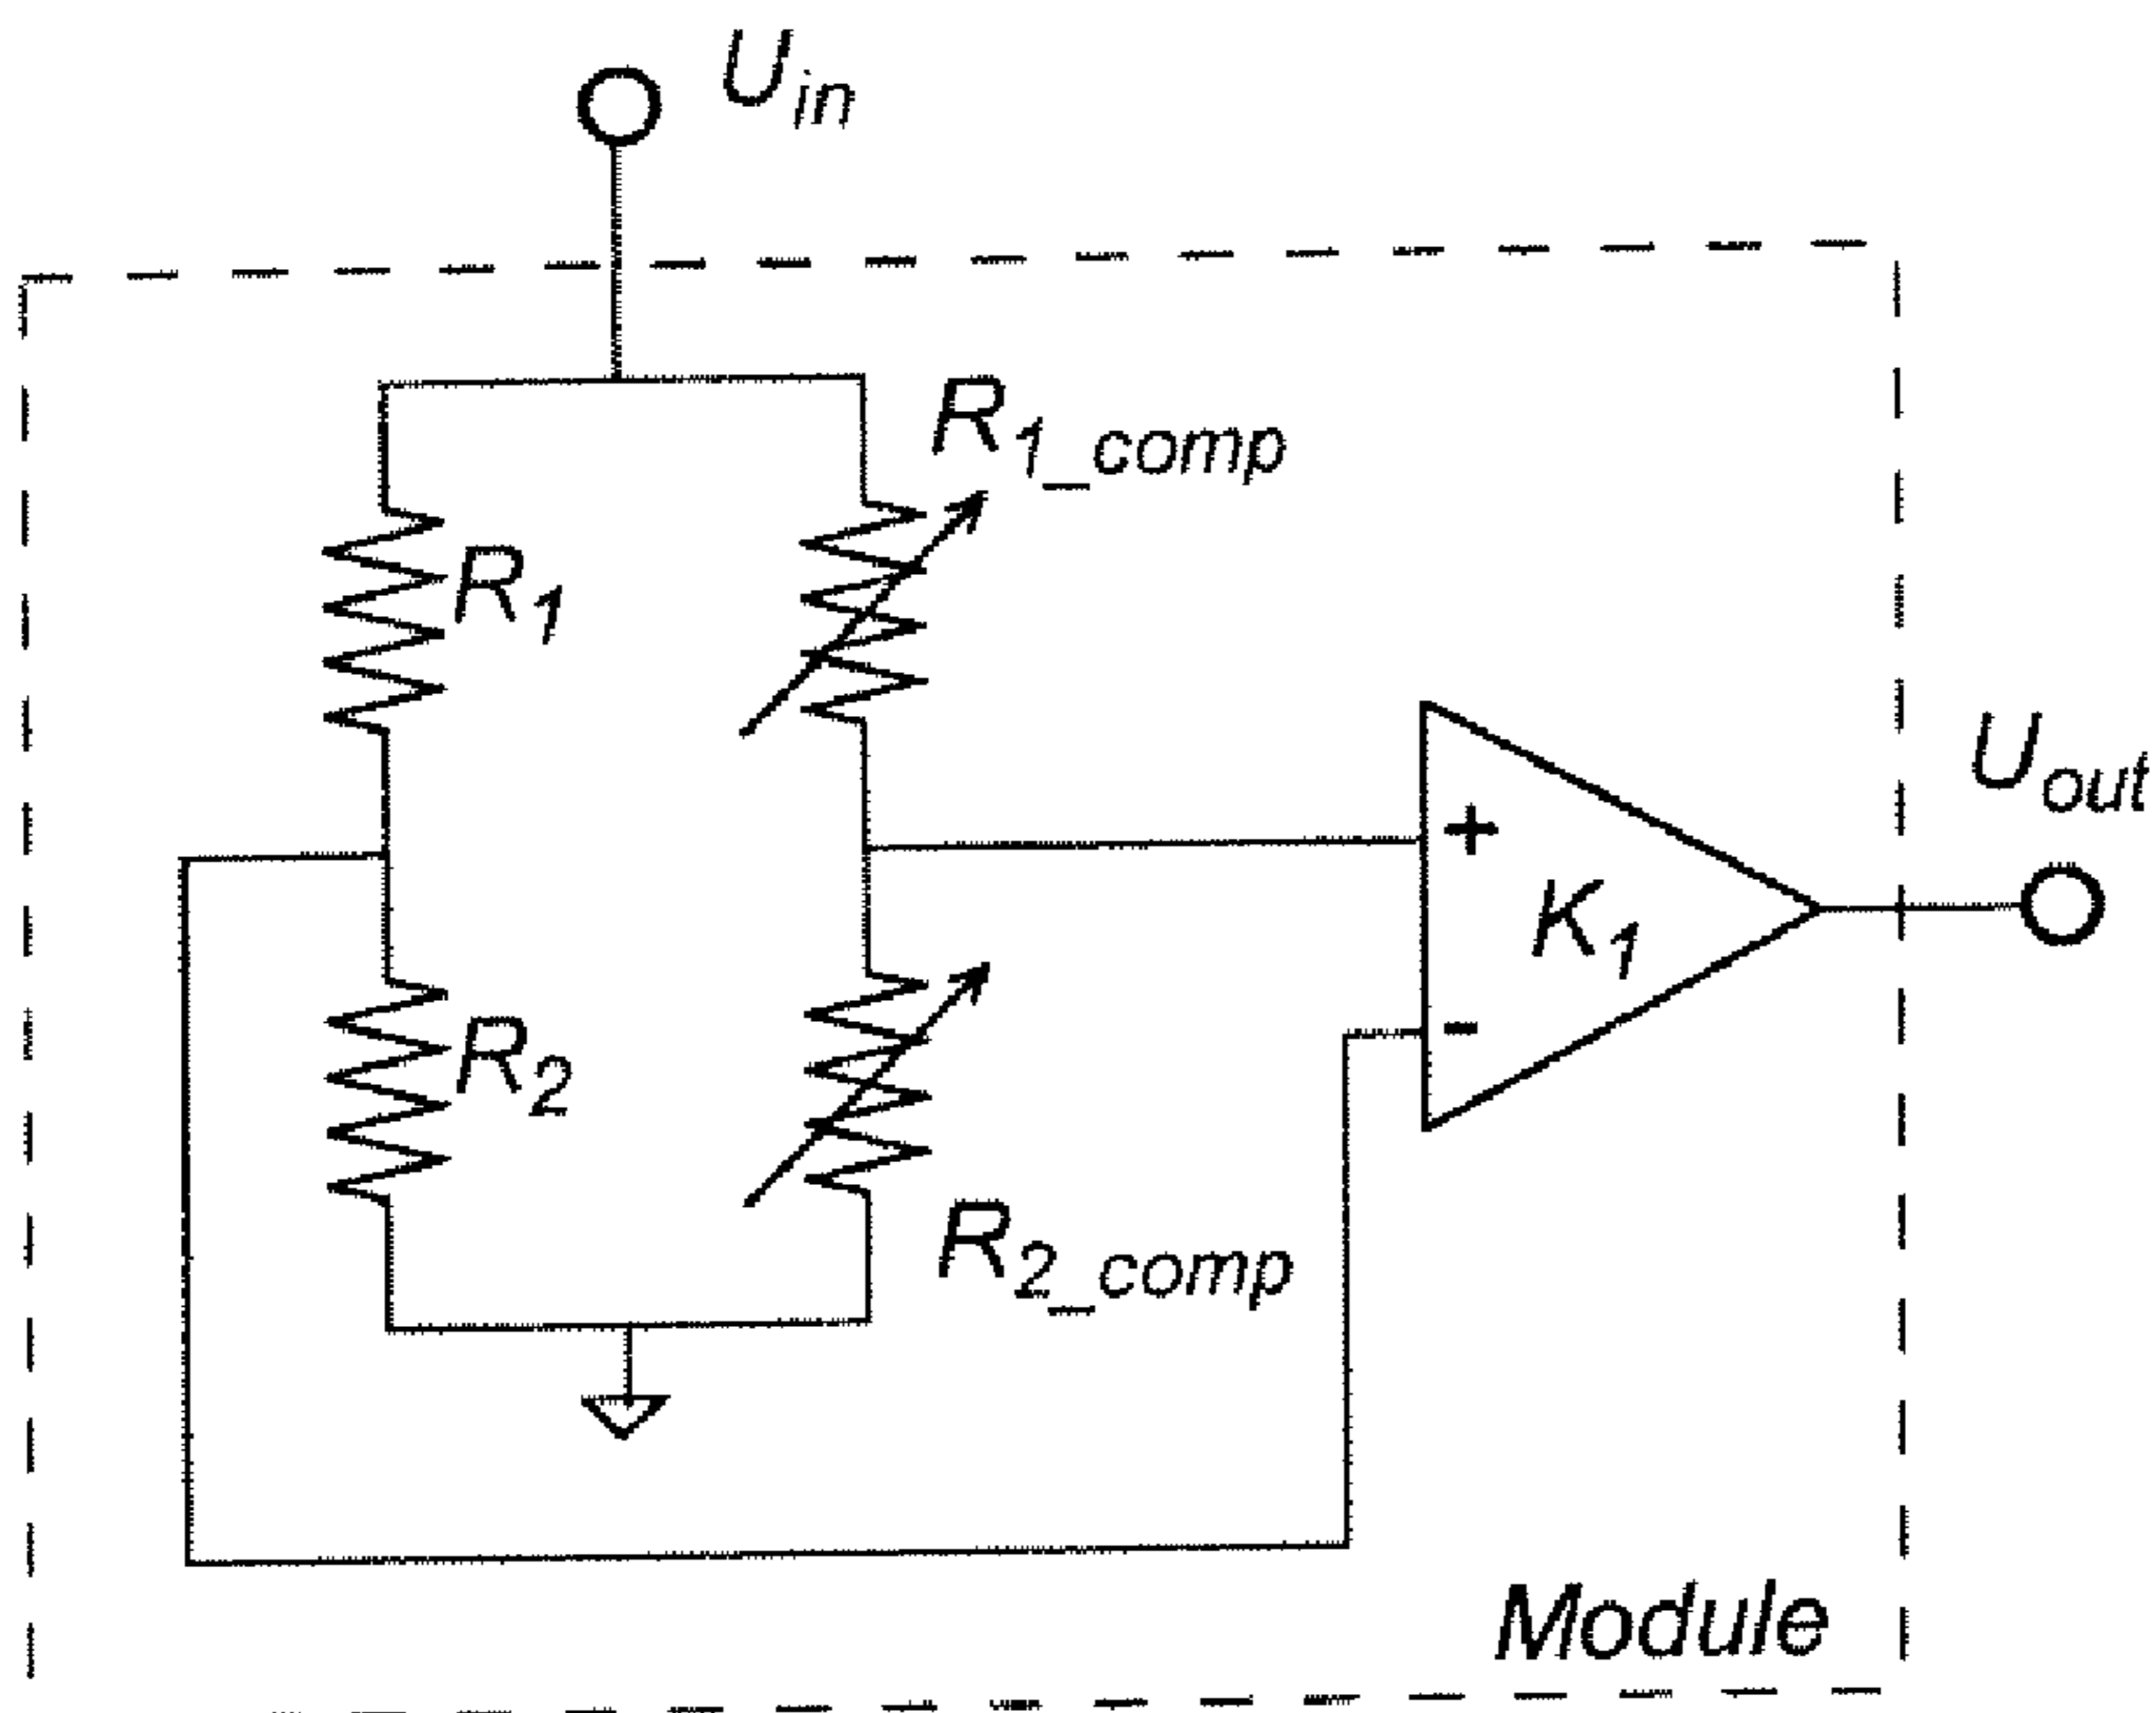 U_in
R_1_comp
R_1
+
U_out
K_1
-
R_2
R_2_comp
Module